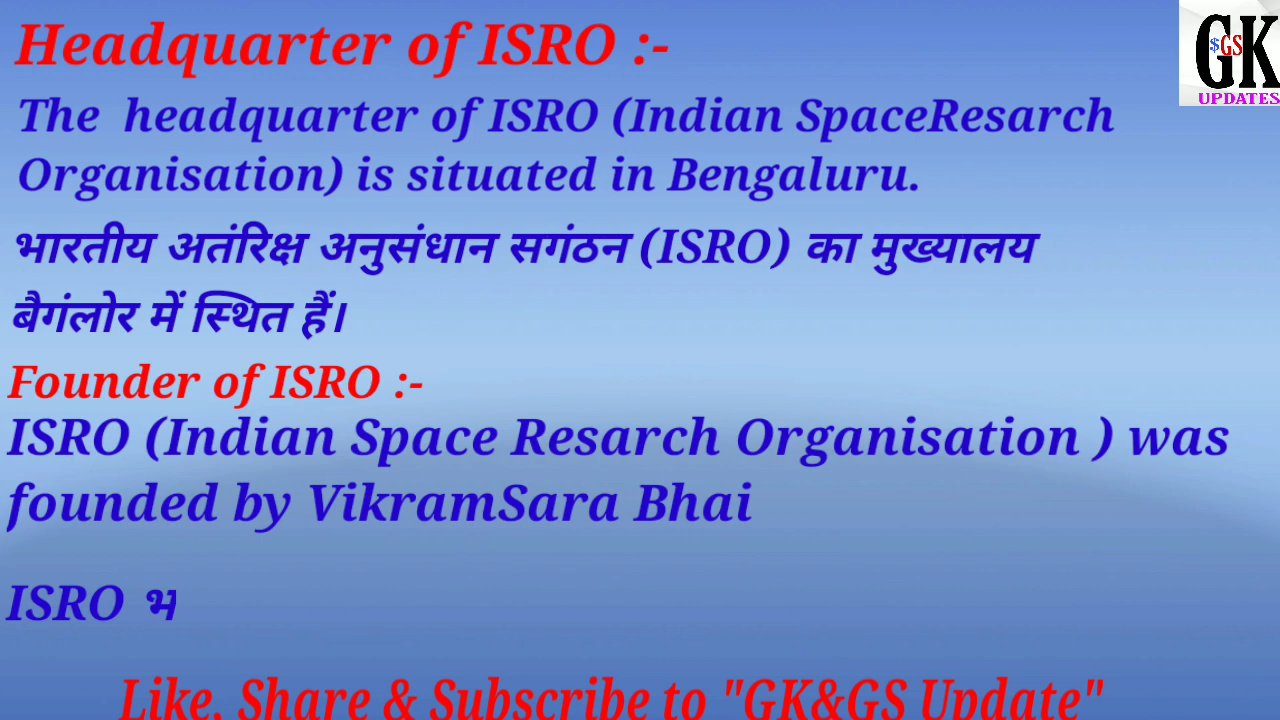 Headquarter of ISRO :-
The headquarter of ISRO (Indian SpaceResarch
Organisation) is situated in Bengaluru.
भारतीय अतंरिक्ष अनुसंधान सगंठन (ISRO) का मुख्यालय
बैगंलोर में स्थित हैं।
Founder of ISRO :-
ISRO (Indian Space Resarch Organisation ) was
founded by VikramSara Bhai
ISRO भ
Like, Share & Subscribe to "GK&GS Update"
$GS
GK
UPDATES